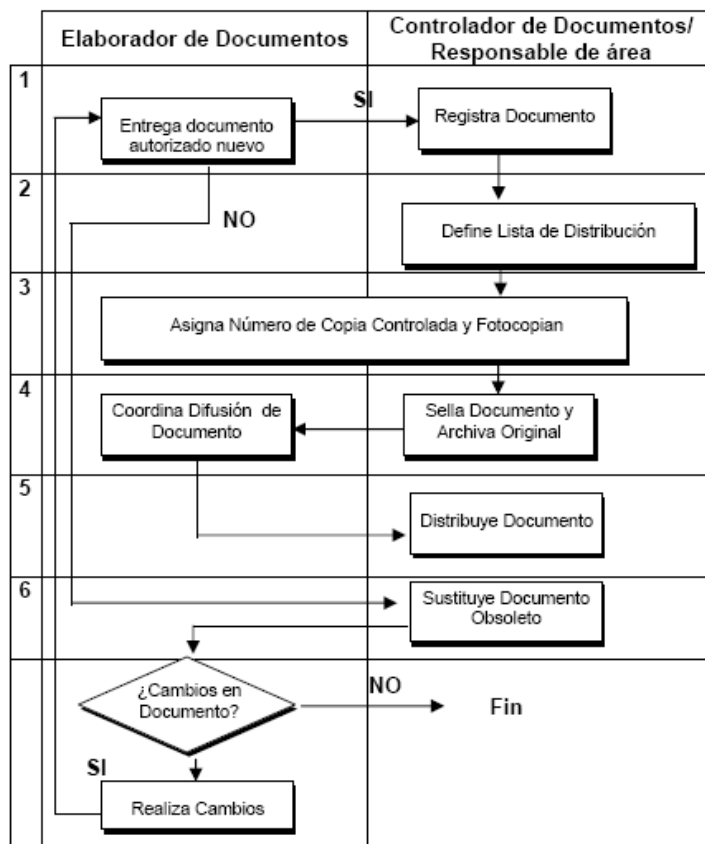 Elaborador de Documentos
Controlador de Documentos/
Responsable de área
1
Entrega documento
autorizado nuevo
SI
Registra Documento
2
NO
Define Lista de Distribución
3
Asigna Número de Copia Controlada y Fotocopian
4
Coordina Difusión de
Documento
Sella Documento y
Archiva Original
5
Distribuye Documento
6
Sustituye Documento
Obsoleto
¿Cambios en
Documento?
NO
Fin
SI
Realiza Cambios